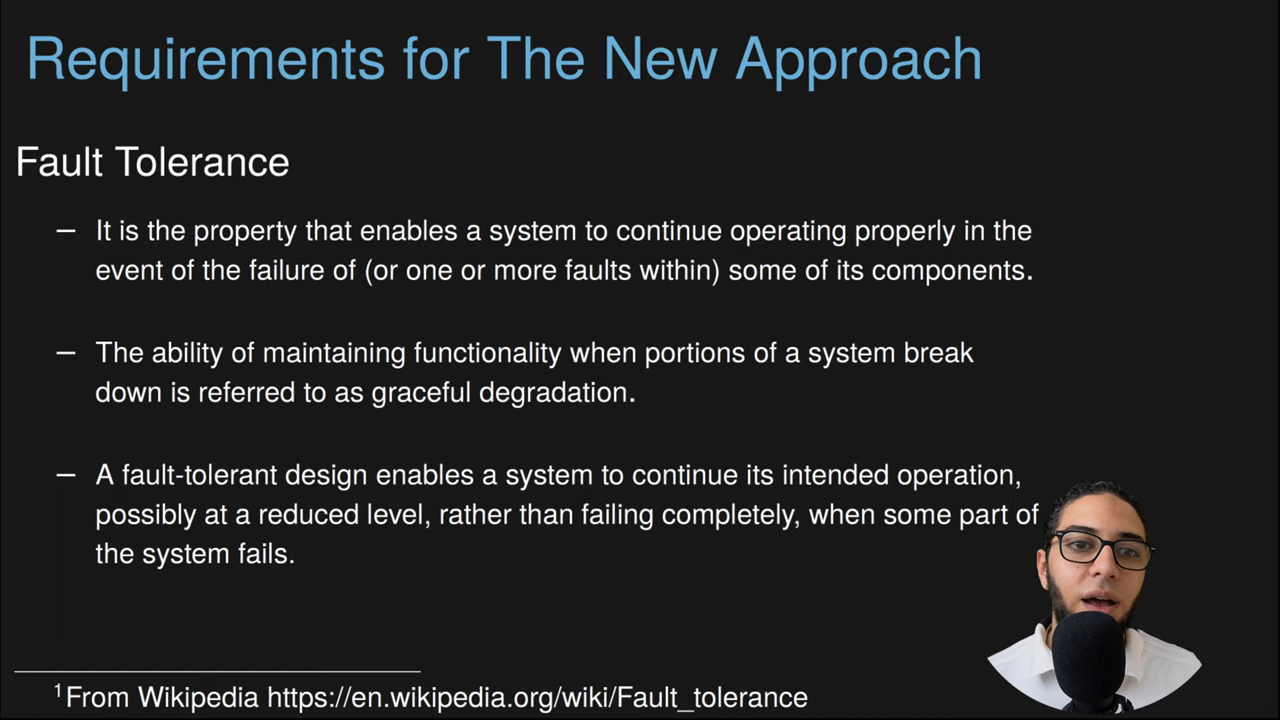 Requirements for The New Approach
Fault Tolerance
– It is the property that enables a system to continue operating properly in the
event of the failure of (or one or more faults within) some of its components.
– The ability of maintaining functionality when portions of a system break
down is referred to as graceful degradation.
– A fault-tolerant design enables a system to continue its intended operation,
possibly at a reduced level, rather than failing completely, when some part of
the system fails.
¹From Wikipedia https://en.wikipedia.org/wiki/Fault_tolerance